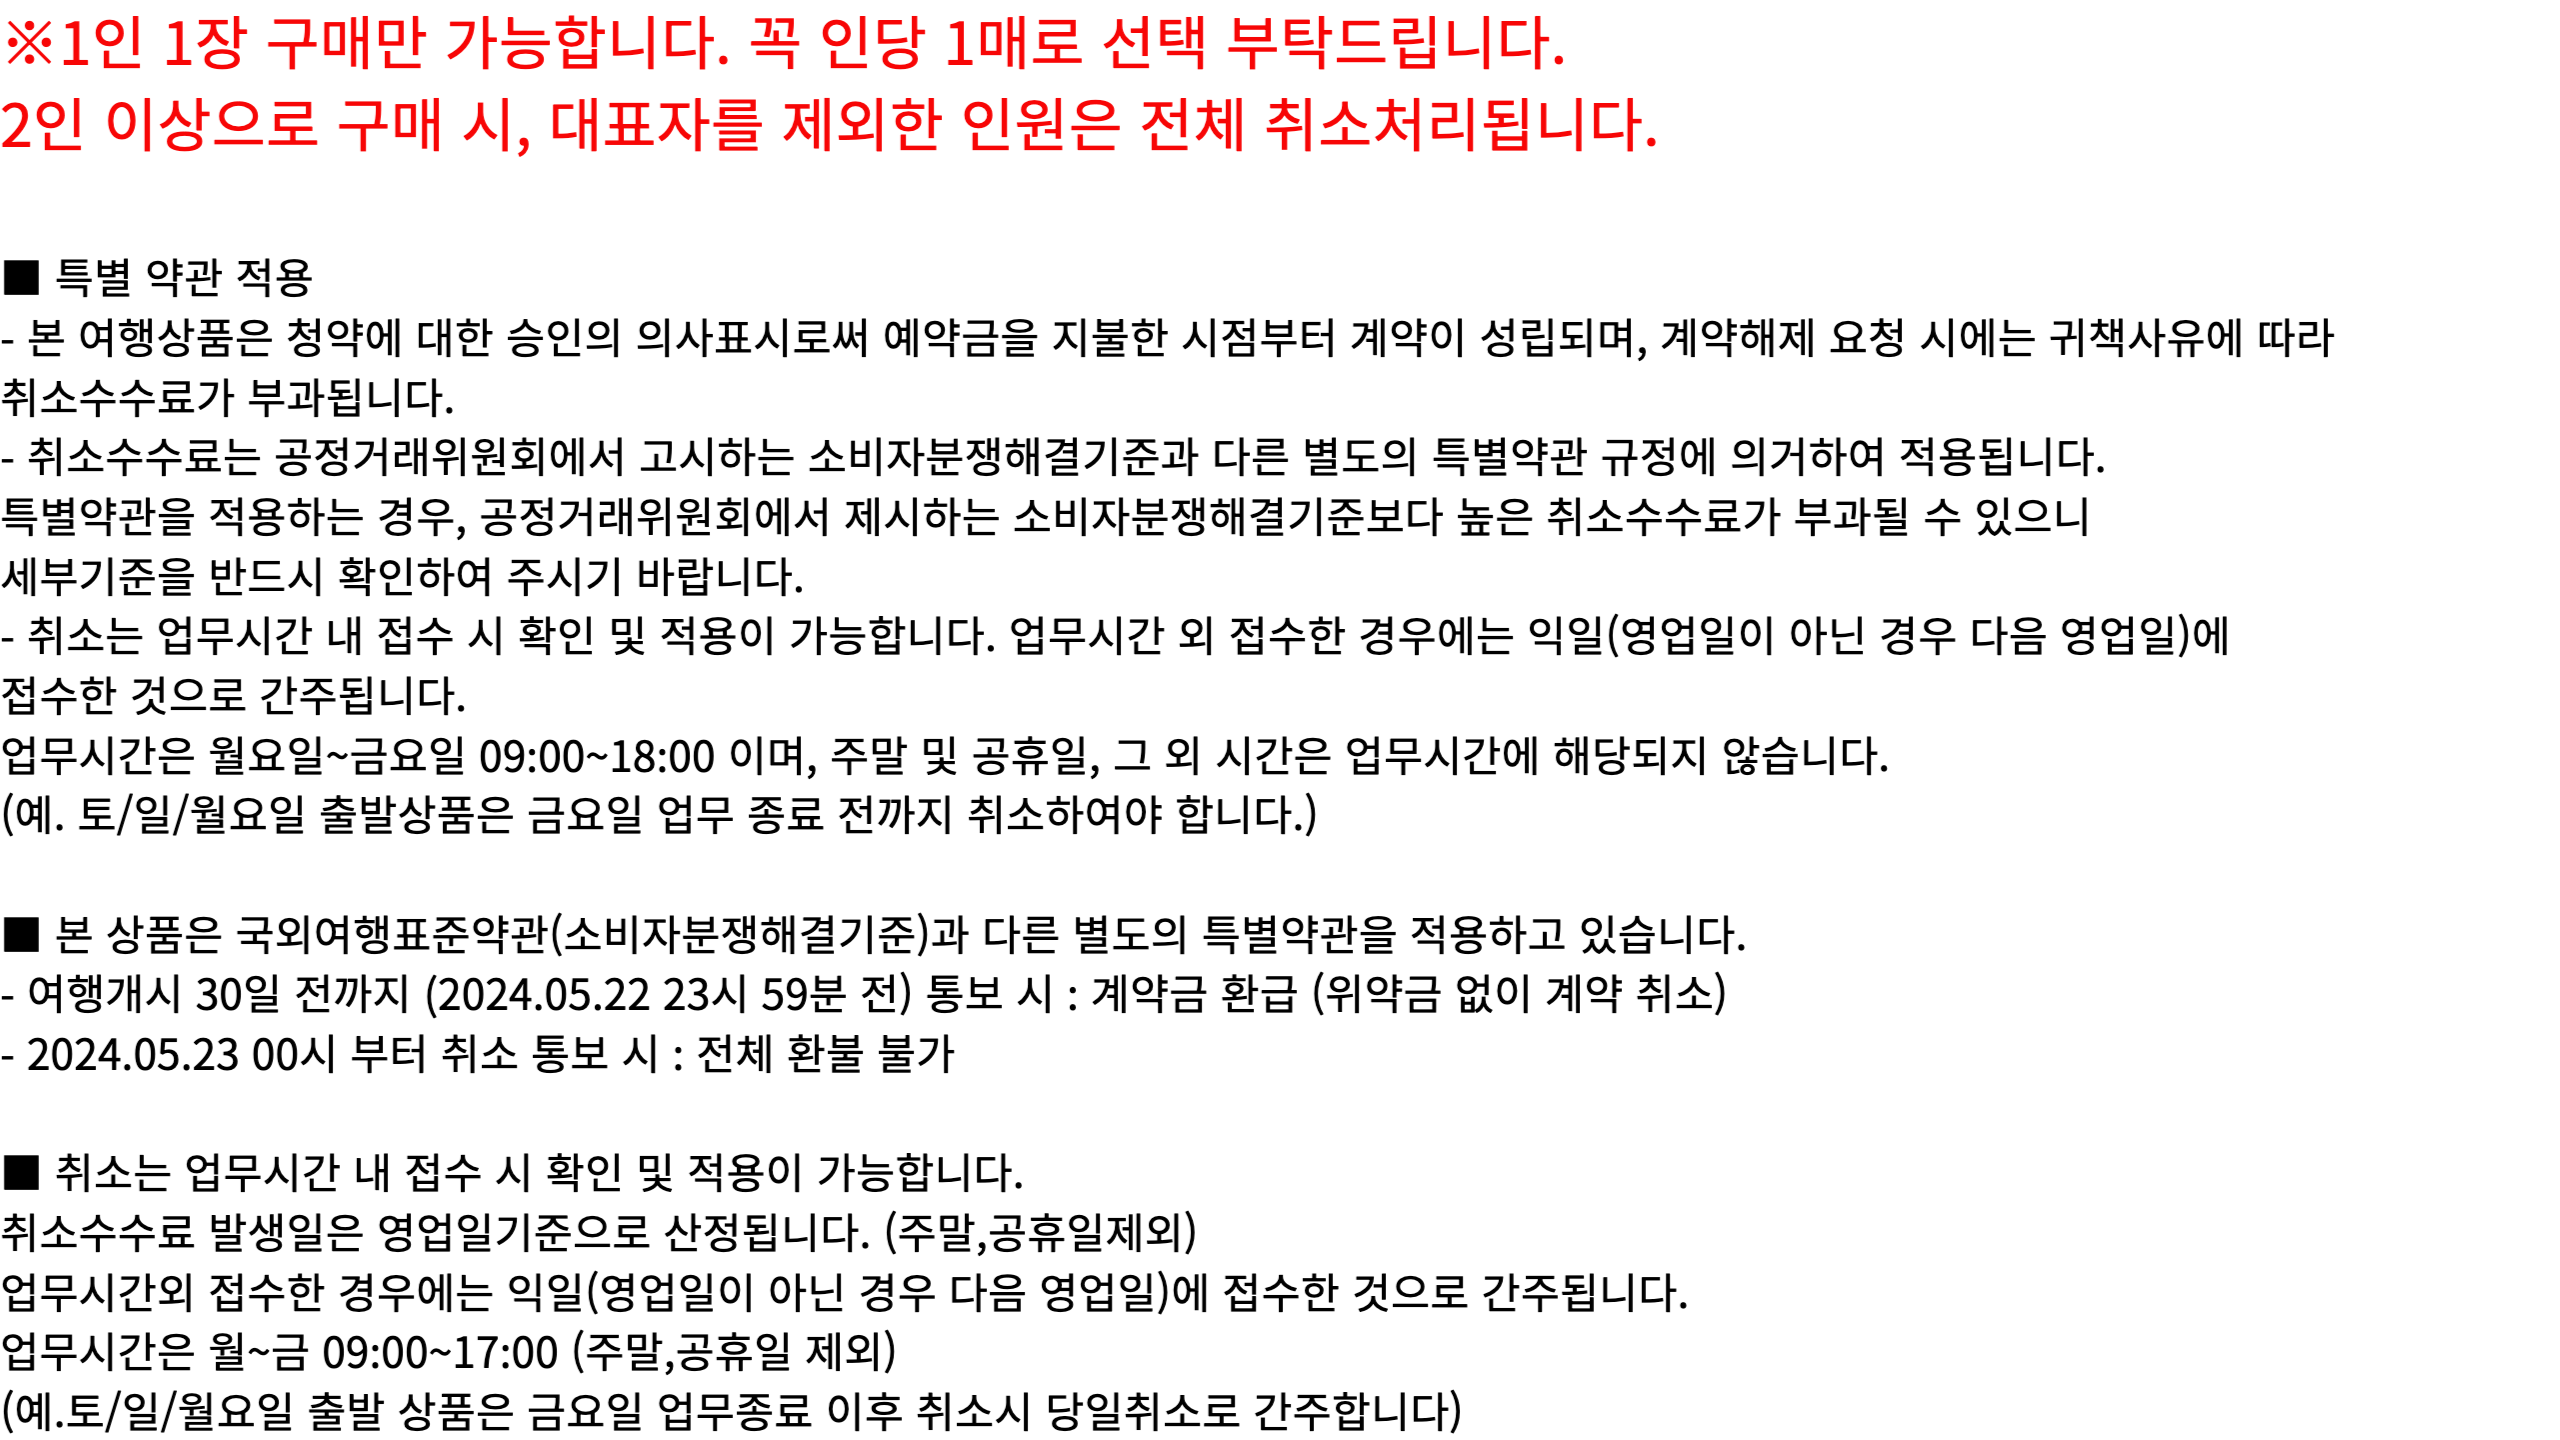 ※1인 1장 구매만 가능합니다. 꼭 인당 1매로 선택 부탁드립니다.
2인 이상으로 구매 시, 대표자를 제외한 인원은 전체 취소처리됩니다.
■ 특별 약관 적용
- 본 여행상품은 청약에 대한 승인의 의사표시로써 예약금을 지불한 시점부터 계약이 성립되며, 계약해제 요청 시에는 귀책사유에 따라
취소수수료가 부과됩니다.
- 취소수수료는 공정거래위원회에서 고시하는 소비자분쟁해결기준과 다른 별도의 특별약관 규정에 의거하여 적용됩니다.
특별약관을 적용하는 경우, 공정거래위원회에서 제시하는 소비자분쟁해결기준보다 높은 취소수수료가 부과될 수 있으니
세부기준을 반드시 확인하여 주시기 바랍니다.
- 취소는 업무시간 내 접수 시 확인 및 적용이 가능합니다. 업무시간 외 접수한 경우에는 익일(영업일이 아닌 경우 다음 영업일)에
접수한 것으로 간주됩니다.
업무시간은 월요일~금요일 09:00~18:00 이며, 주말 및 공휴일, 그 외 시간은 업무시간에 해당되지 않습니다.
(예. 토/일/월요일 출발상품은 금요일 업무 종료 전까지 취소하여야 합니다.)
■ 본 상품은 국외여행표준약관(소비자분쟁해결기준)과 다른 별도의 특별약관을 적용하고 있습니다.
- 여행개시 30일 전까지 (2024.05.22 23시 59분 전) 통보 시 : 계약금 환급 (위약금 없이 계약 취소)
- 2024.05.23 00시 부터 취소 통보 시 : 전체 환불 불가
■ 취소는 업무시간 내 접수 시 확인 및 적용이 가능합니다.
취소수수료 발생일은 영업일기준으로 산정됩니다. (주말,공휴일제외)
업무시간외 접수한 경우에는 익일(영업일이 아닌 경우 다음 영업일)에 접수한 것으로 간주됩니다.
업무시간은 월~금 09:00~17:00 (주말,공휴일 제외)
(예.토/일/월요일 출발 상품은 금요일 업무종료 이후 취소시 당일취소로 간주합니다)